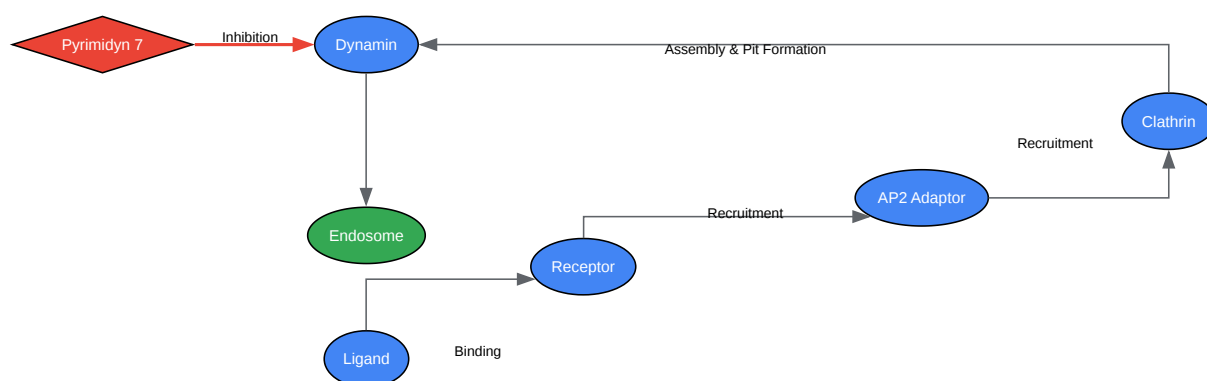 Pyrimidyn 7
Inhibition
Dynamin
Assembly & Pit Formation
Clathrin
Recruitment
AP2 Adaptor
Recruitment
Endosome
Receptor
Ligand
Binding